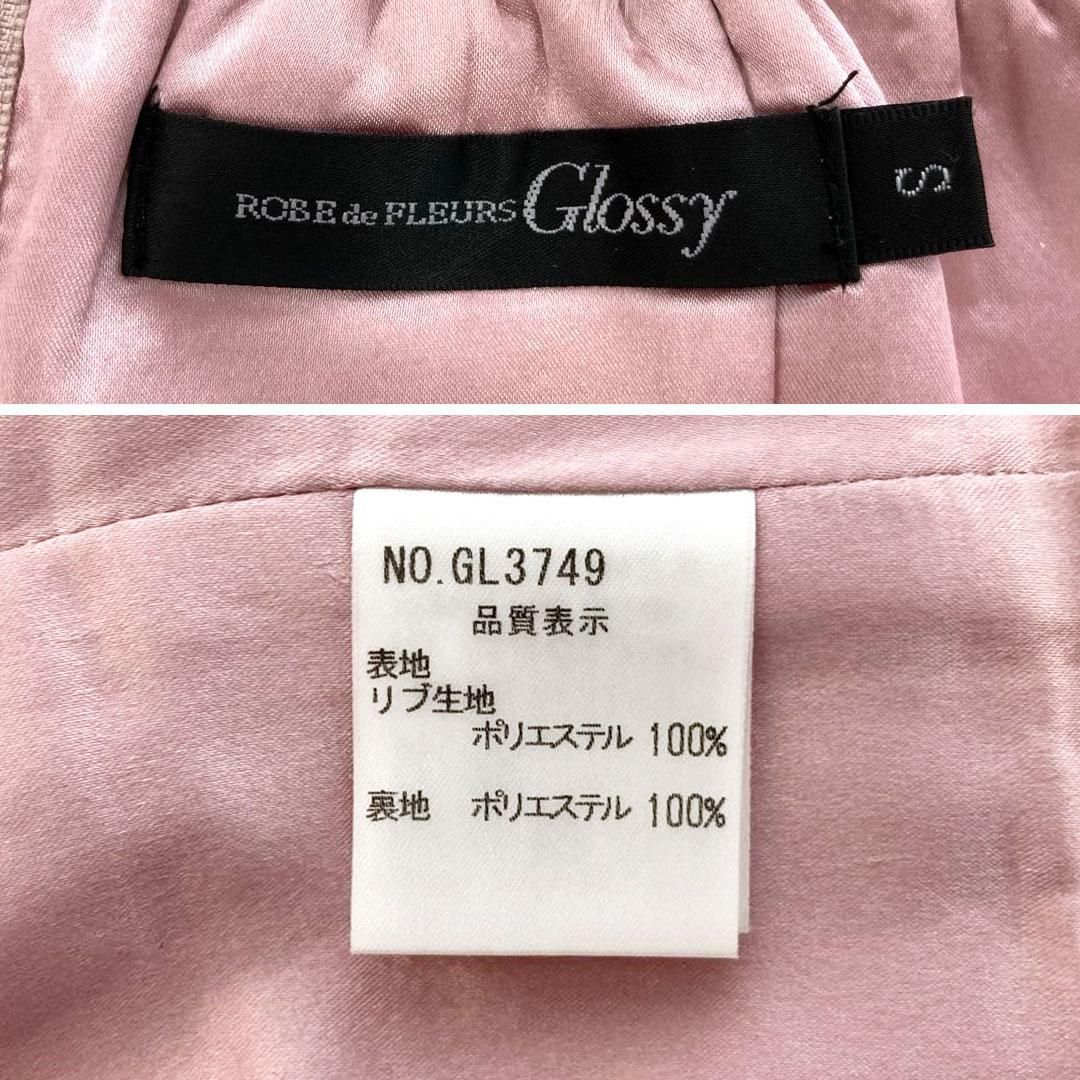 ROBE de FLEURS Glossy
S
NO.GL3749
品質表示
表地
リブ生地
ポリエステル 100%
裏地 ポリエステル 100%